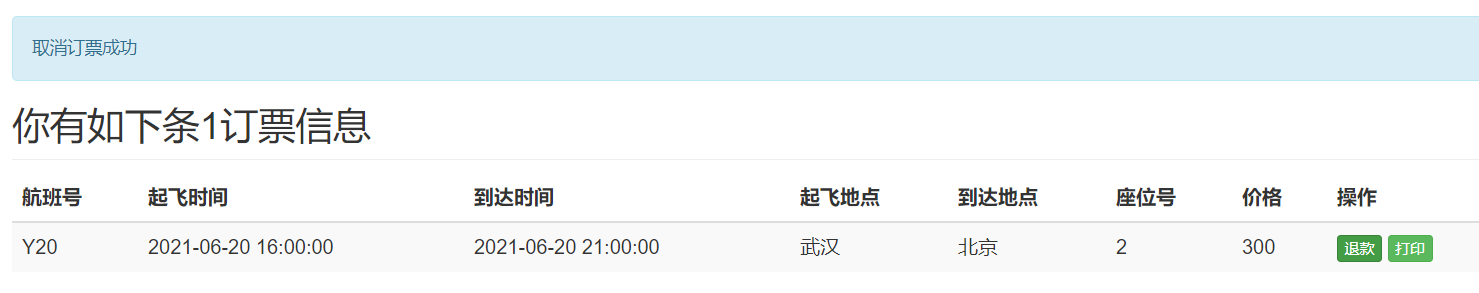 取消订票成功
你有如下条1订票信息
航班号 起飞时间 到达时间 起飞地点 到达地点 座位号 价格 操作
Y20 2021-06-20 16:00:00 2021-06-20 21:00:00 武汉 北京 2 300 退款 打印